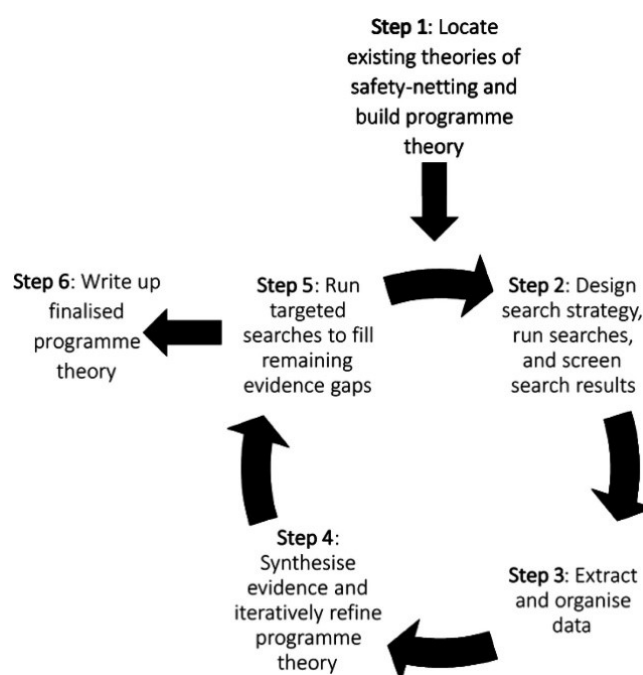 Step 1: Locate
existing theories of
safety-netting and
build programme
theory
Step 2: Design
search strategy,
run searches,
and screen
search results
Step 3: Extract
and organise
data
Step 4:
Synthesise
evidence and
iteratively refine
programme
theory
Step 5: Run
targeted
searches to fill
remaining
evidence gaps
Step 6: Write up
finalised
programme
theory